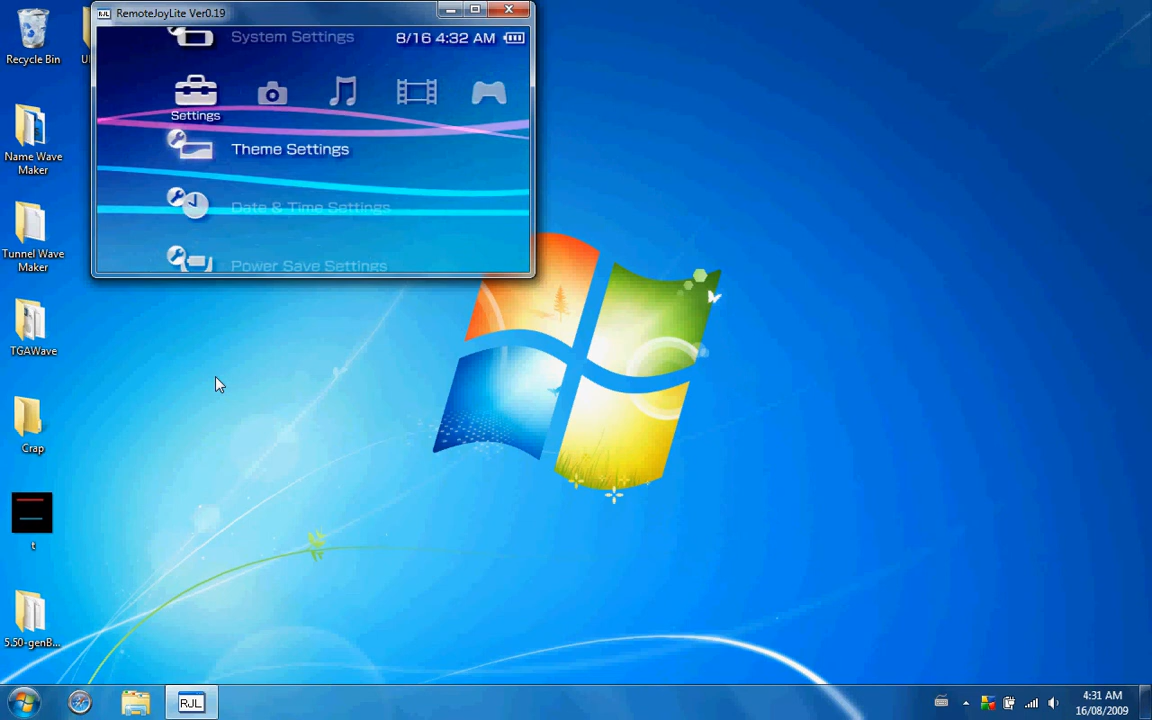 RJL RemoteJoyLite Ver0.19
System Settings
8/16 4:32 AM
Settings
Theme Settings
Date & Time Settings
Power Save Settings
Recycle Bin
Name Wave
Maker
Tunnel Wave
Maker
TGAWave
Crap
t
5.50-genB...
RJL
4:31 AM
16/08/2009